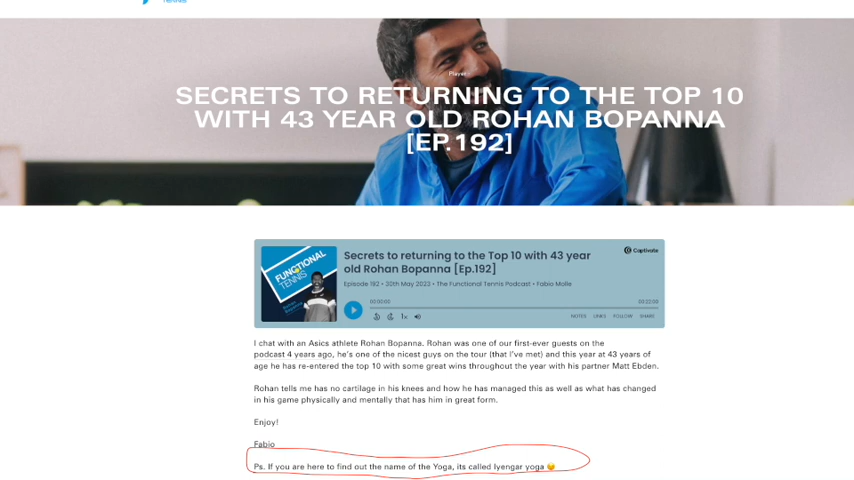 TENNIS
Player
SECRETS TO RETURNING TO THE TOP 10
WITH 43 YEAR OLD ROHAN BOPANNA
[EP.192]
FUNCTIONAL
TENNIS
Secrets to returning to the Top 10 with 43 year
old Rohan Bopanna [Ep.192]
Captivate
Episode 192 • 20th May 2023 • The Functional Tennis Podcast • Fabio Molle
00:00:00
00:32:00
1x
NOTES LINKS FOLLOW SHARE
I chat with an Asics athlete Rohan Bopanna. Rohan was one of our first-ever guests on the
podcast 4 years ago, he's one of the nicest guys on the tour (that I've met) and this year at 43 years of
age he has re-entered the top 10 with some great wins throughout the year with his partner Matt Ebden.
Rohan tells me has no cartilage in his knees and how he has managed this as well as what has changed
in his game physically and mentally that has him in great form.
Enjoy!
Fabio
Ps. If you are here to find out the name of the Yoga, its called Iyengar yoga